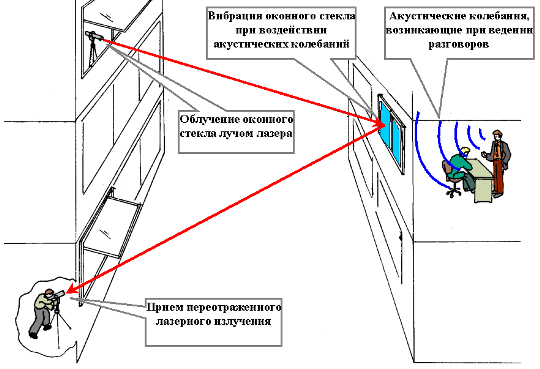 Вибрация оконного стекла
при воздействии
акустических колебаний
Акустические колебания,
возникающие при ведении
разговоров
Облучение оконного
стекла лучом лазера
Прием переотраженного
лазерного излучения